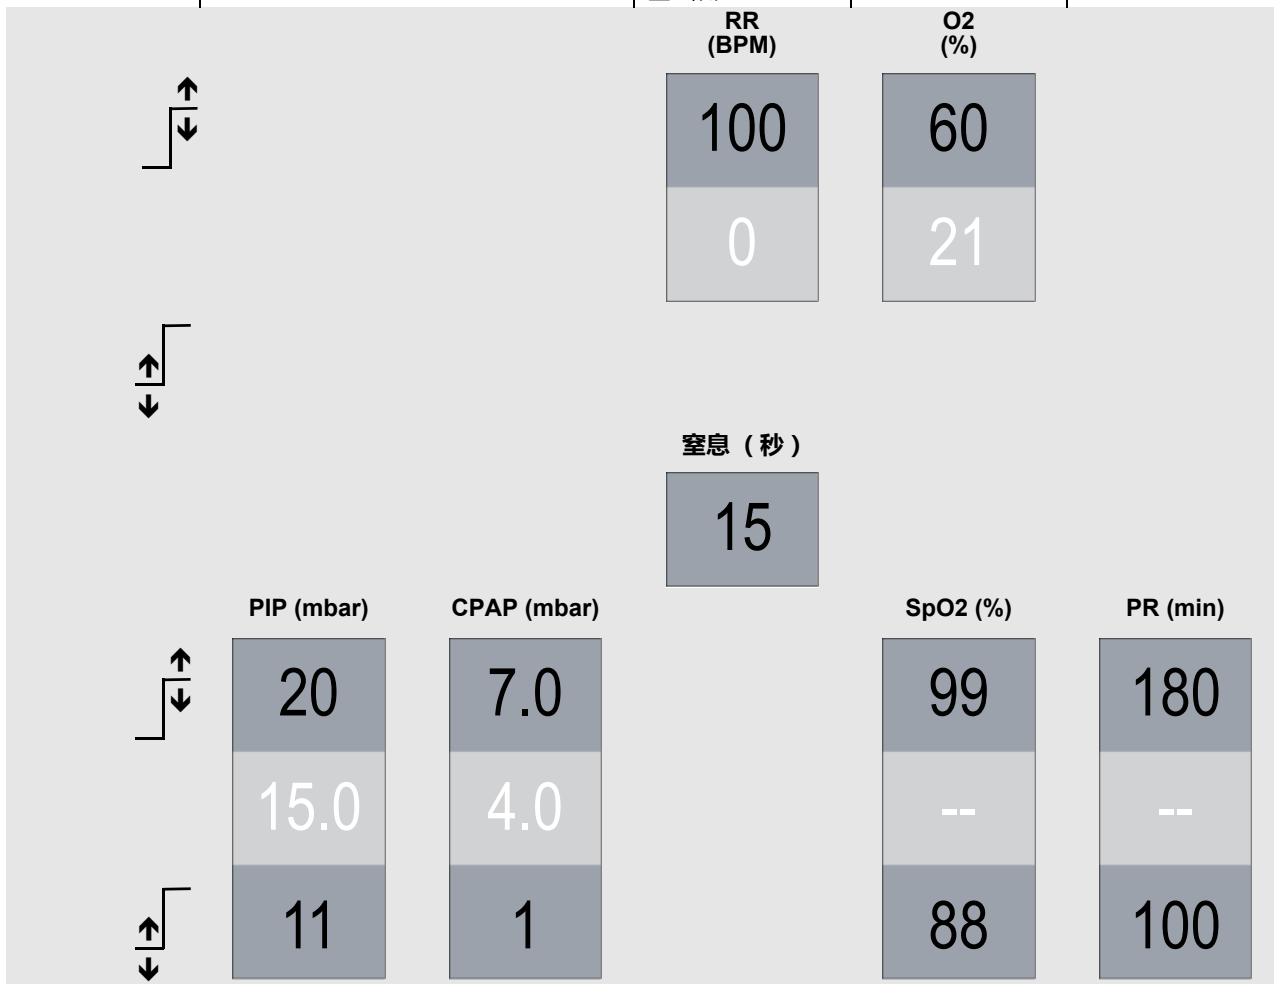 RR
(BPM)
O2
(%)
100
60
0
21
窒息（秒）
15
PIP (mbar)
CPAP (mbar)
SpO2 (%)
PR (min)
20
7.0
99
180
15.0
4.0
--
--
11
1
88
100